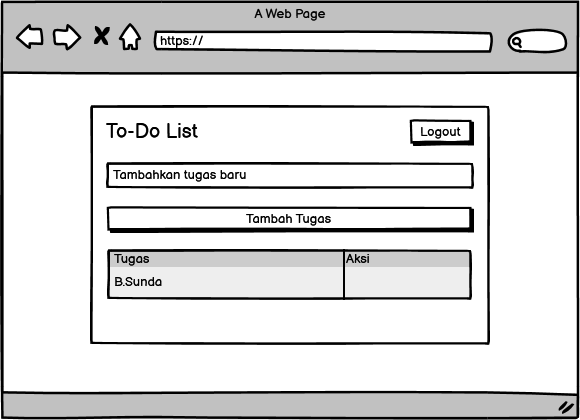 A Web Page
https://
To-Do List
Logout
Tambahkan tugas baru
Tambah Tugas
Tugas Aksi
B.Sunda